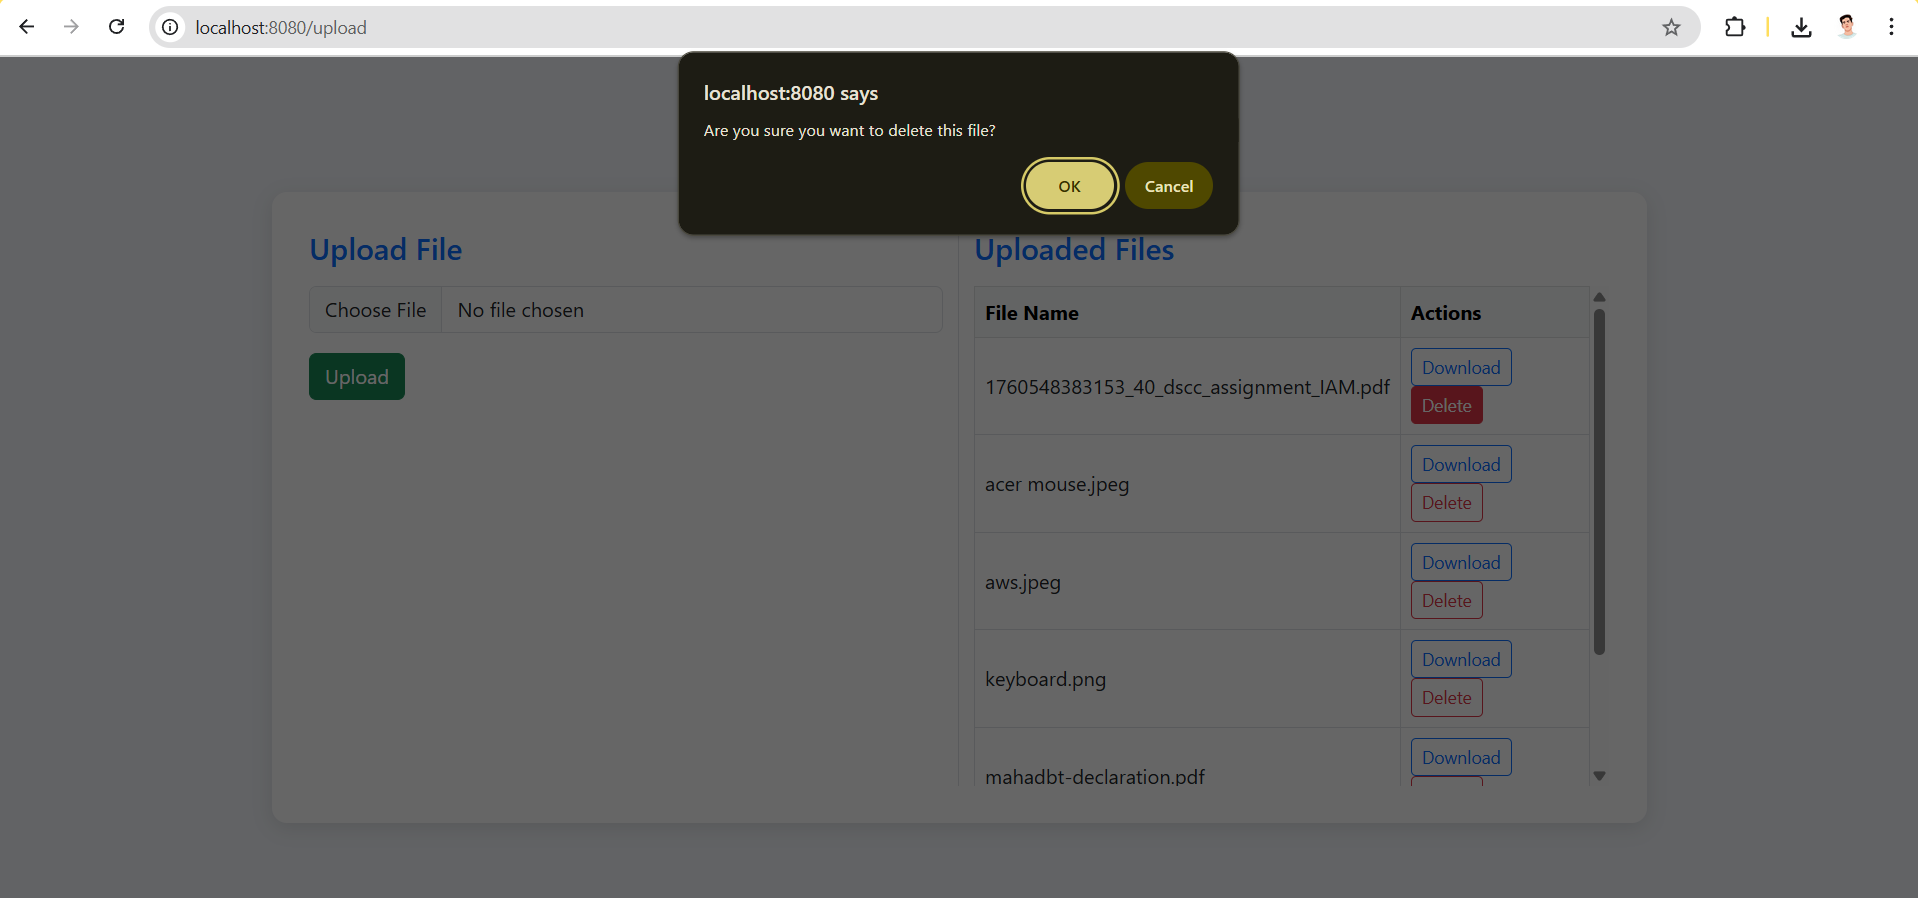 localhost:8080/upload
localhost:8080 says
Are you sure you want to delete this file?
OK Cancel
Upload File
Choose File No file chosen
Upload
Uploaded Files
File Name Actions
1760548383153_40_dscc_assignment_IAM.pdf Download
Delete
acer mouse.jpeg Download
Delete
aws.jpeg Download
Delete
keyboard.png Download
Delete
mahadbt-declaration.pdf Download